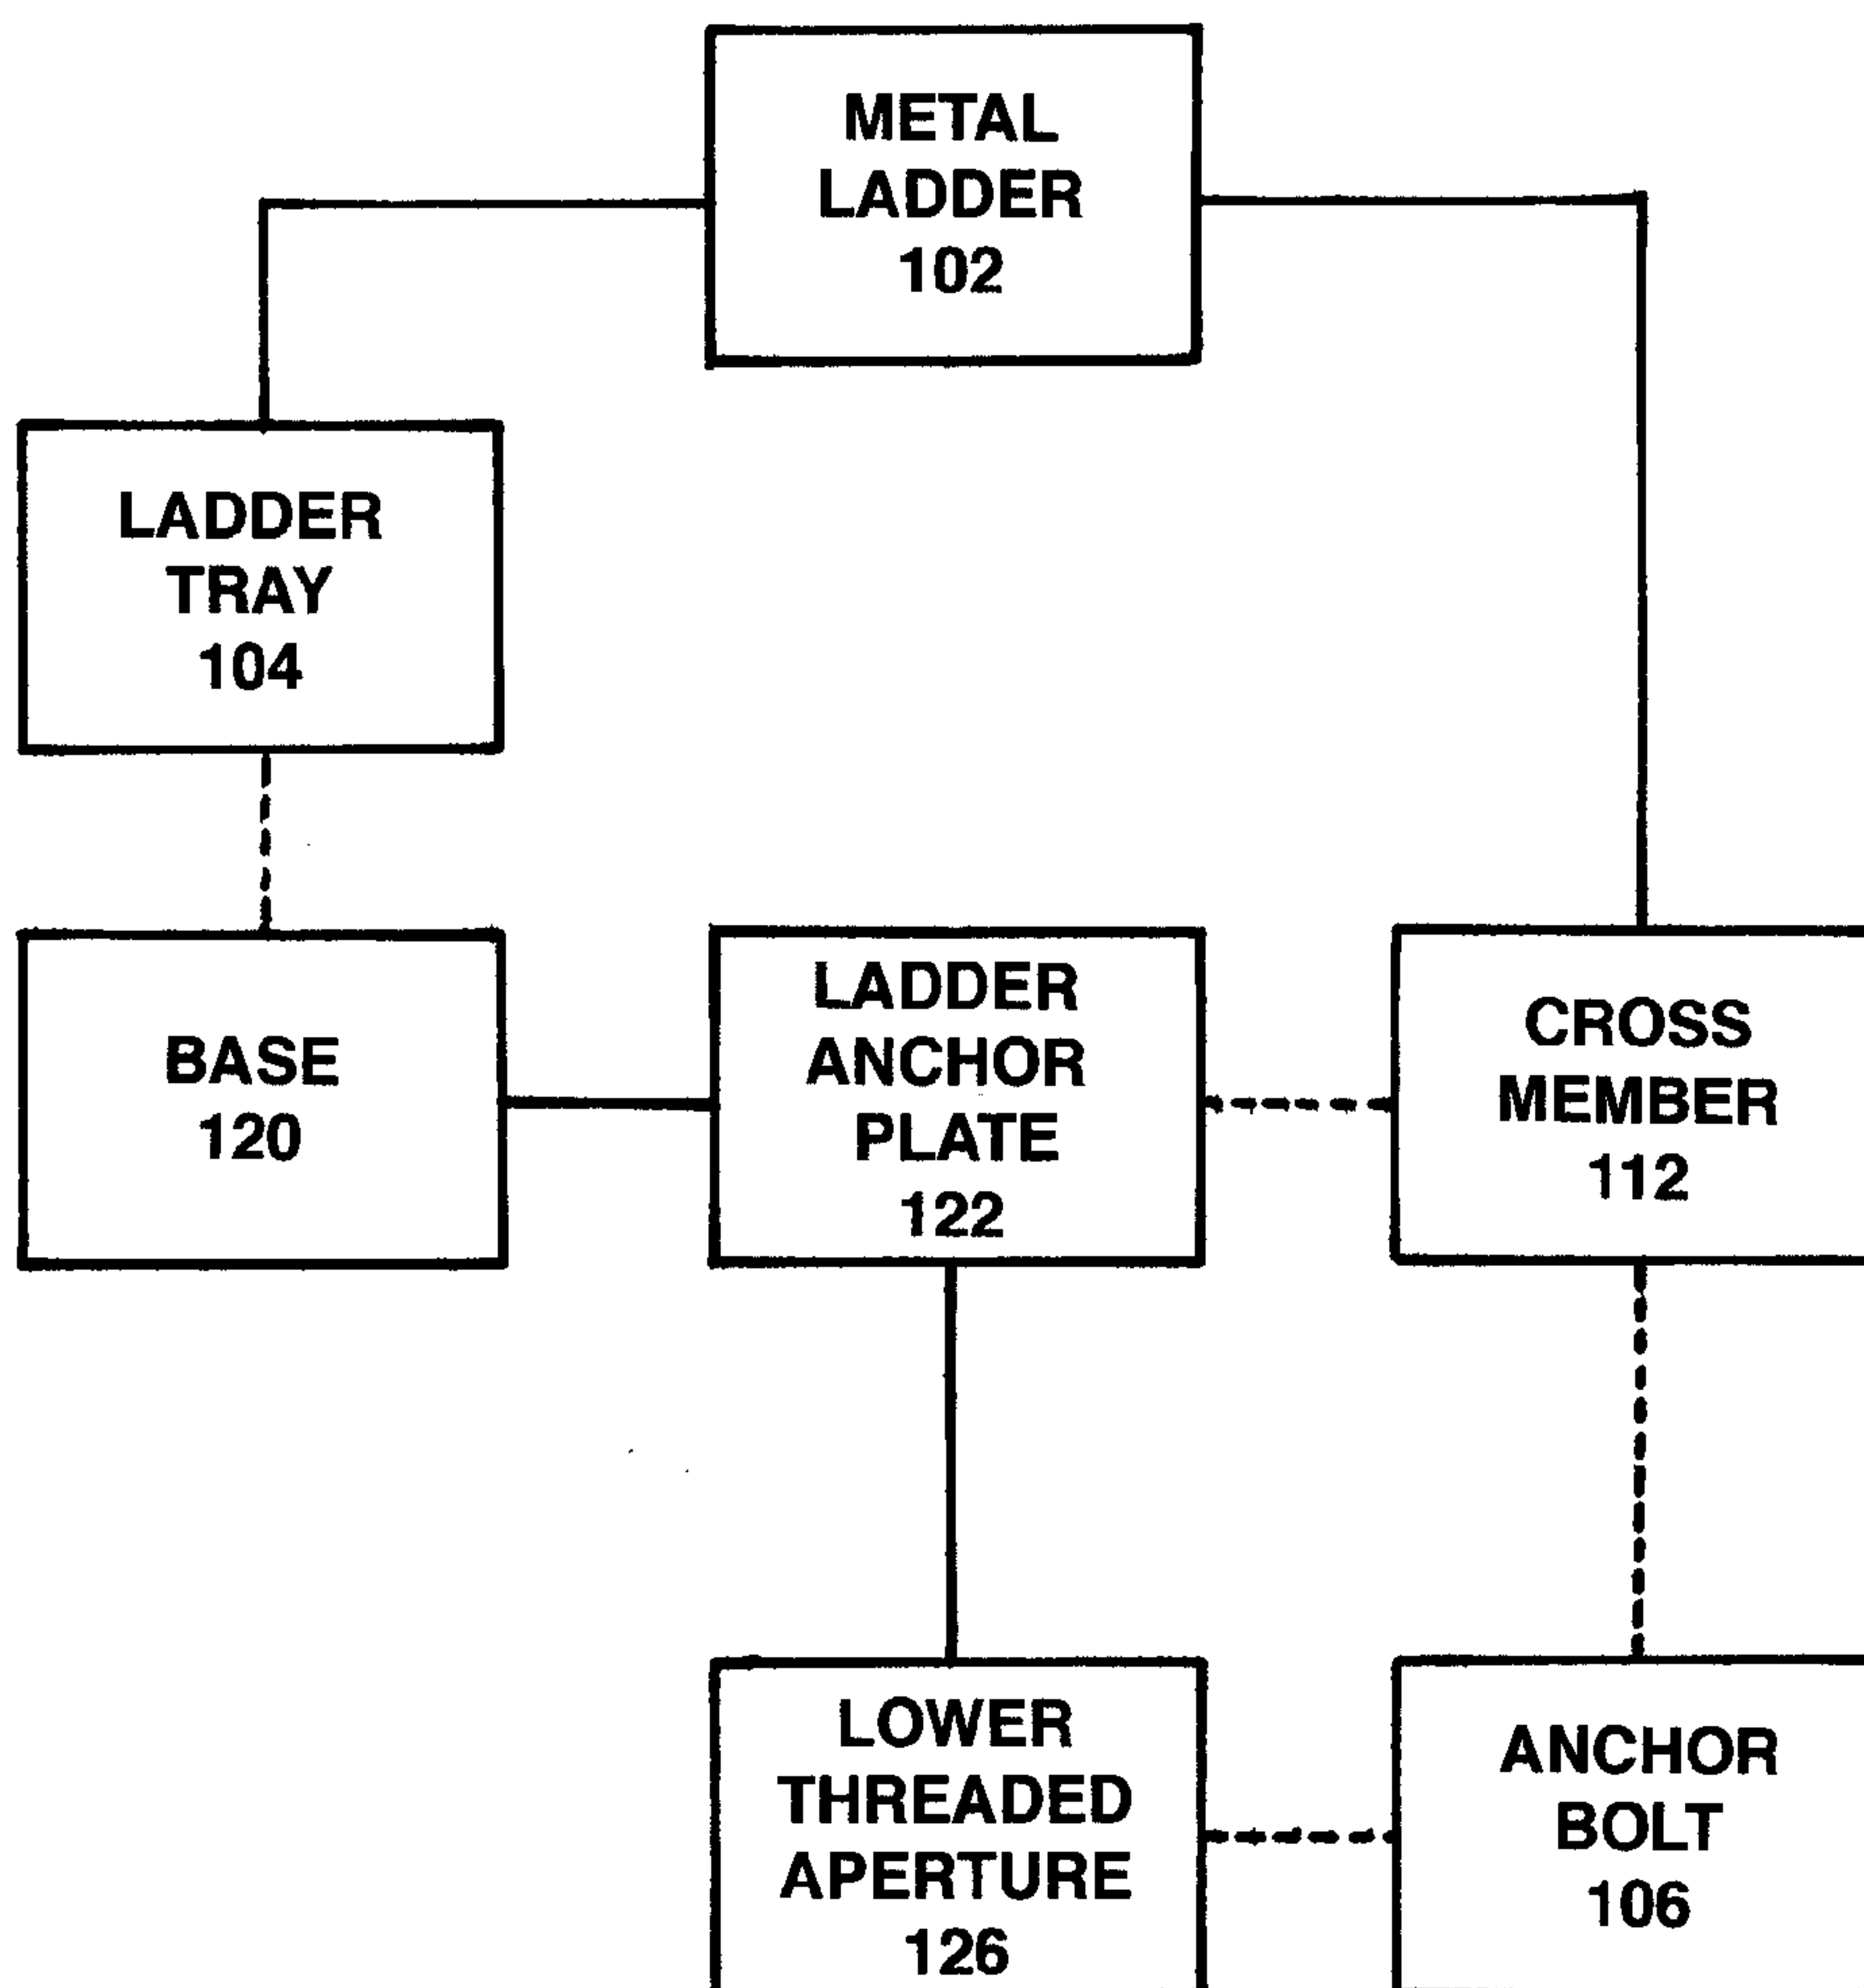 METAL
LADDER
102
LADDER
TRAY
104
BASE
120
LADDER
ANCHOR
PLATE
122
CROSS
MEMBER
112
LOWER
THREADED
APERTURE
126
ANCHOR
BOLT
106